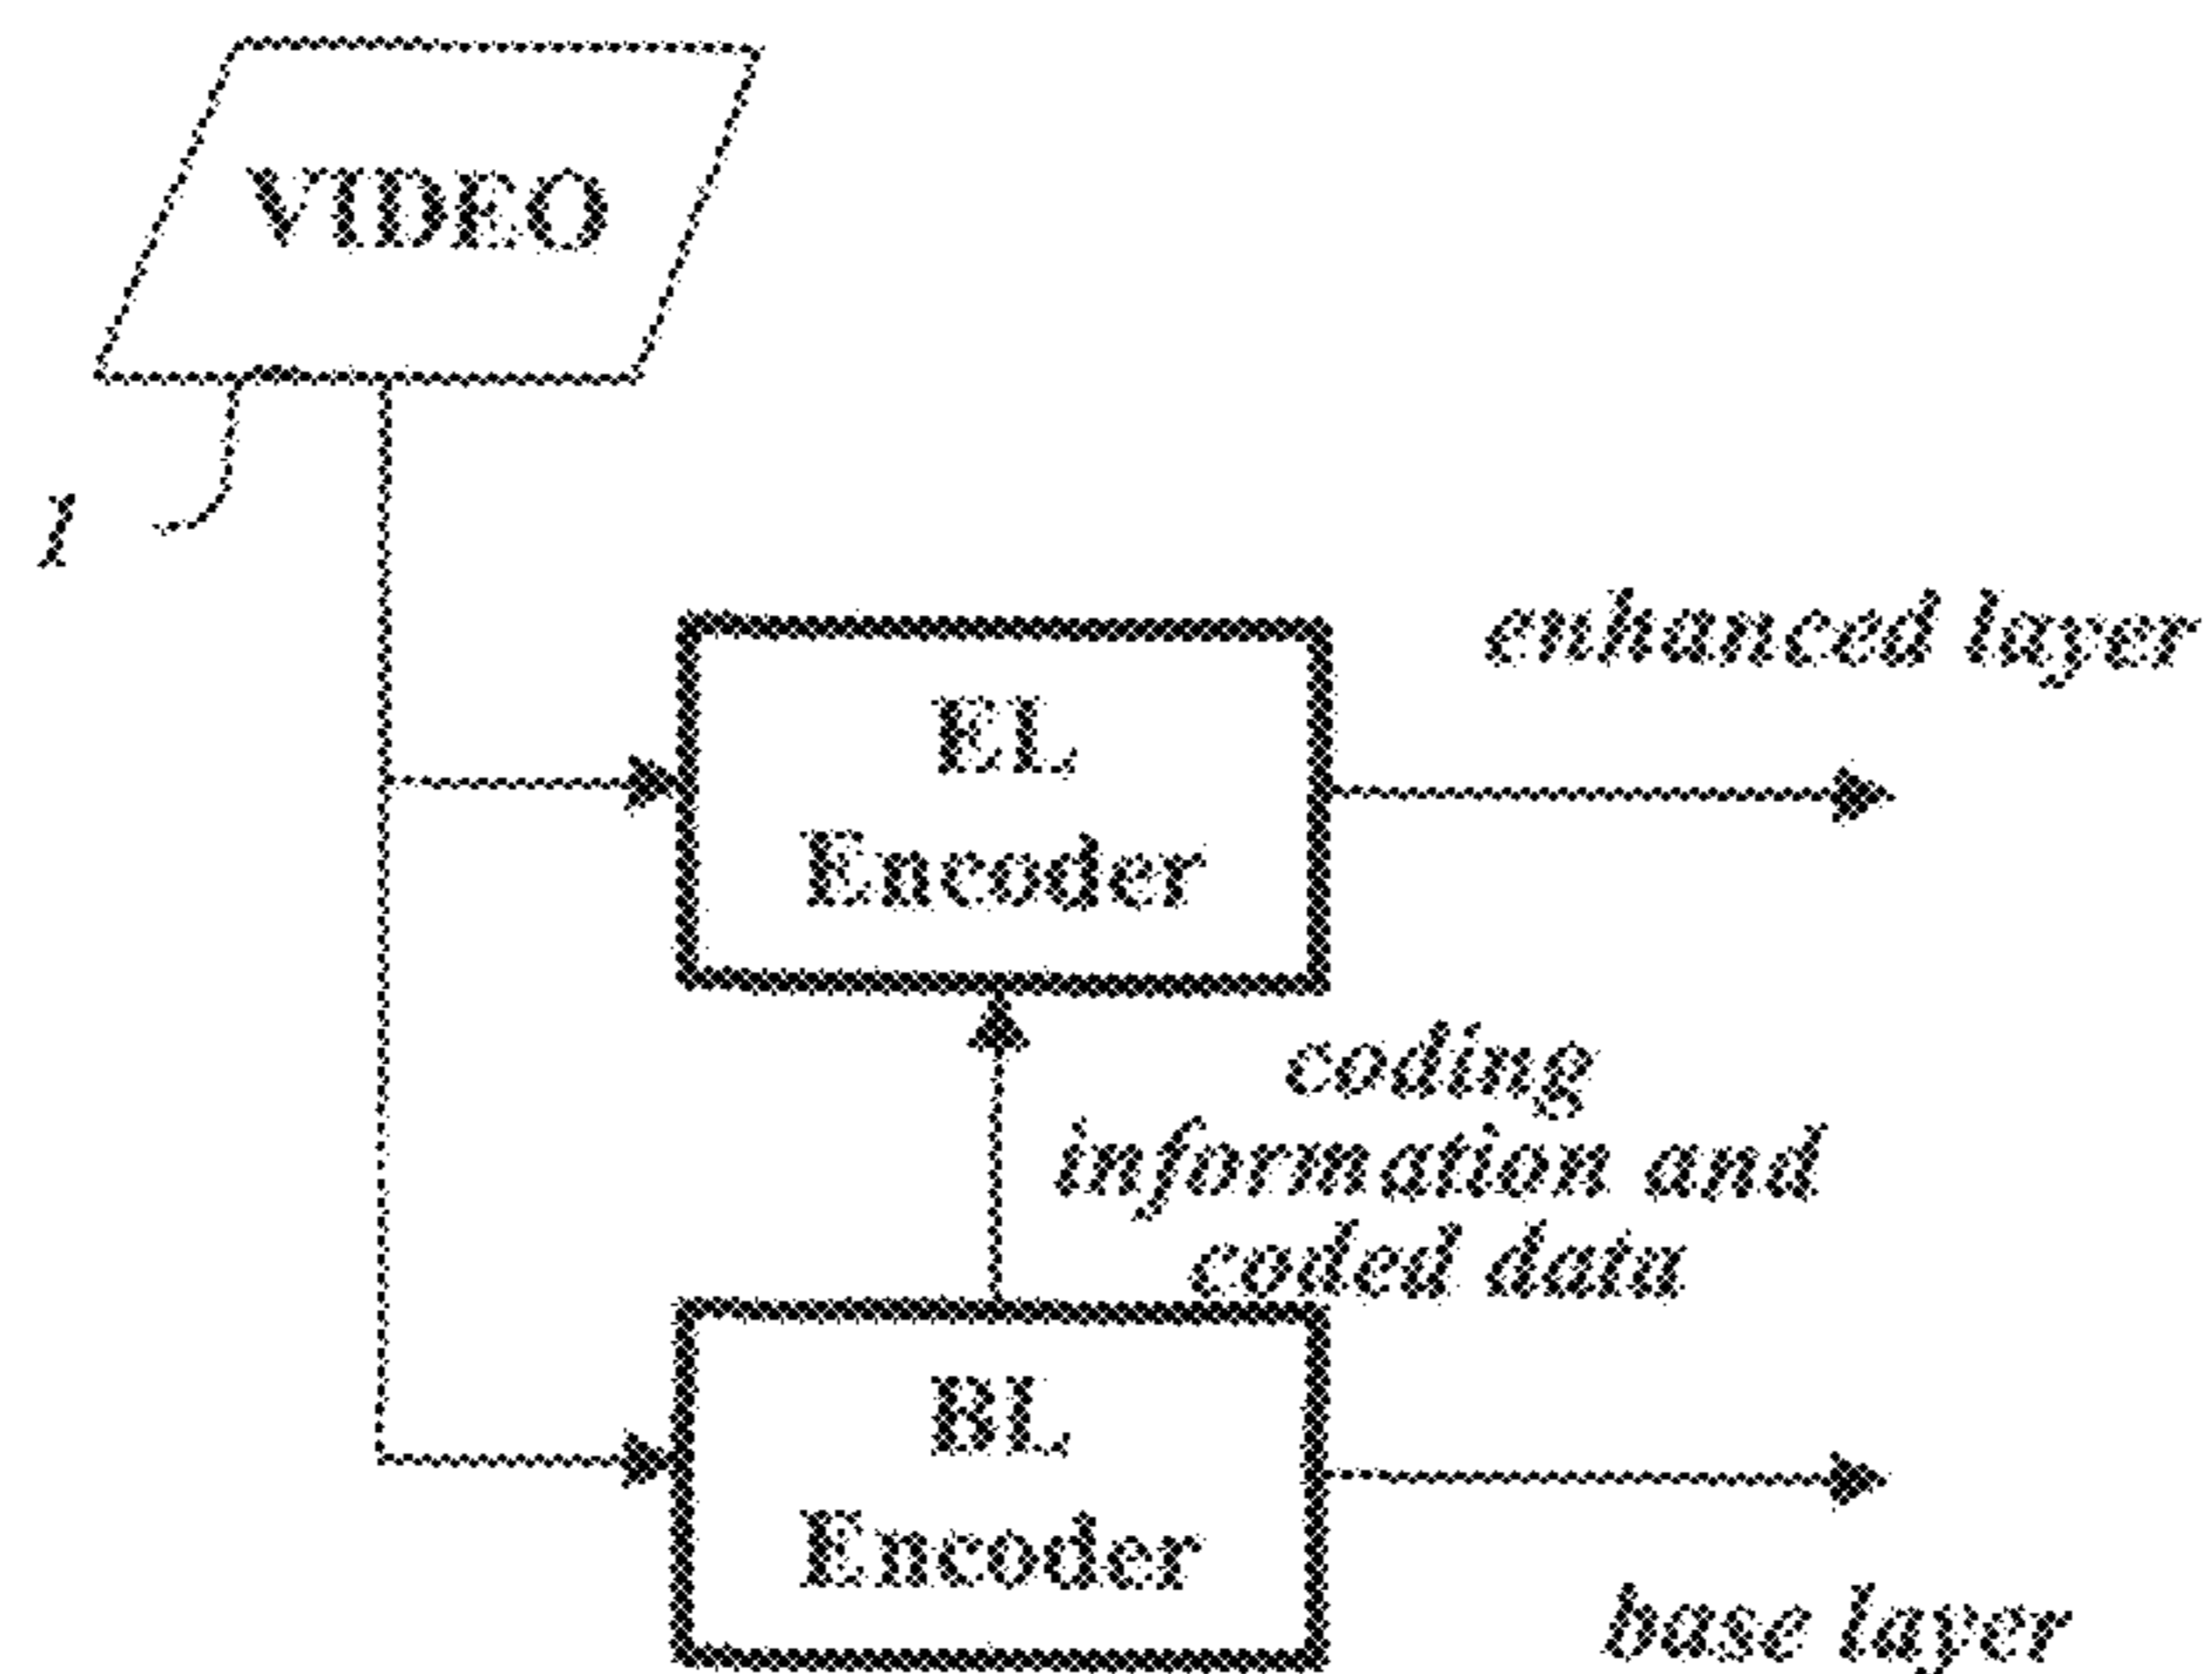 VIDEO
1
enhanced layer
EL
Encoder
coding
information and
coded data
BL
Encoder
base layer